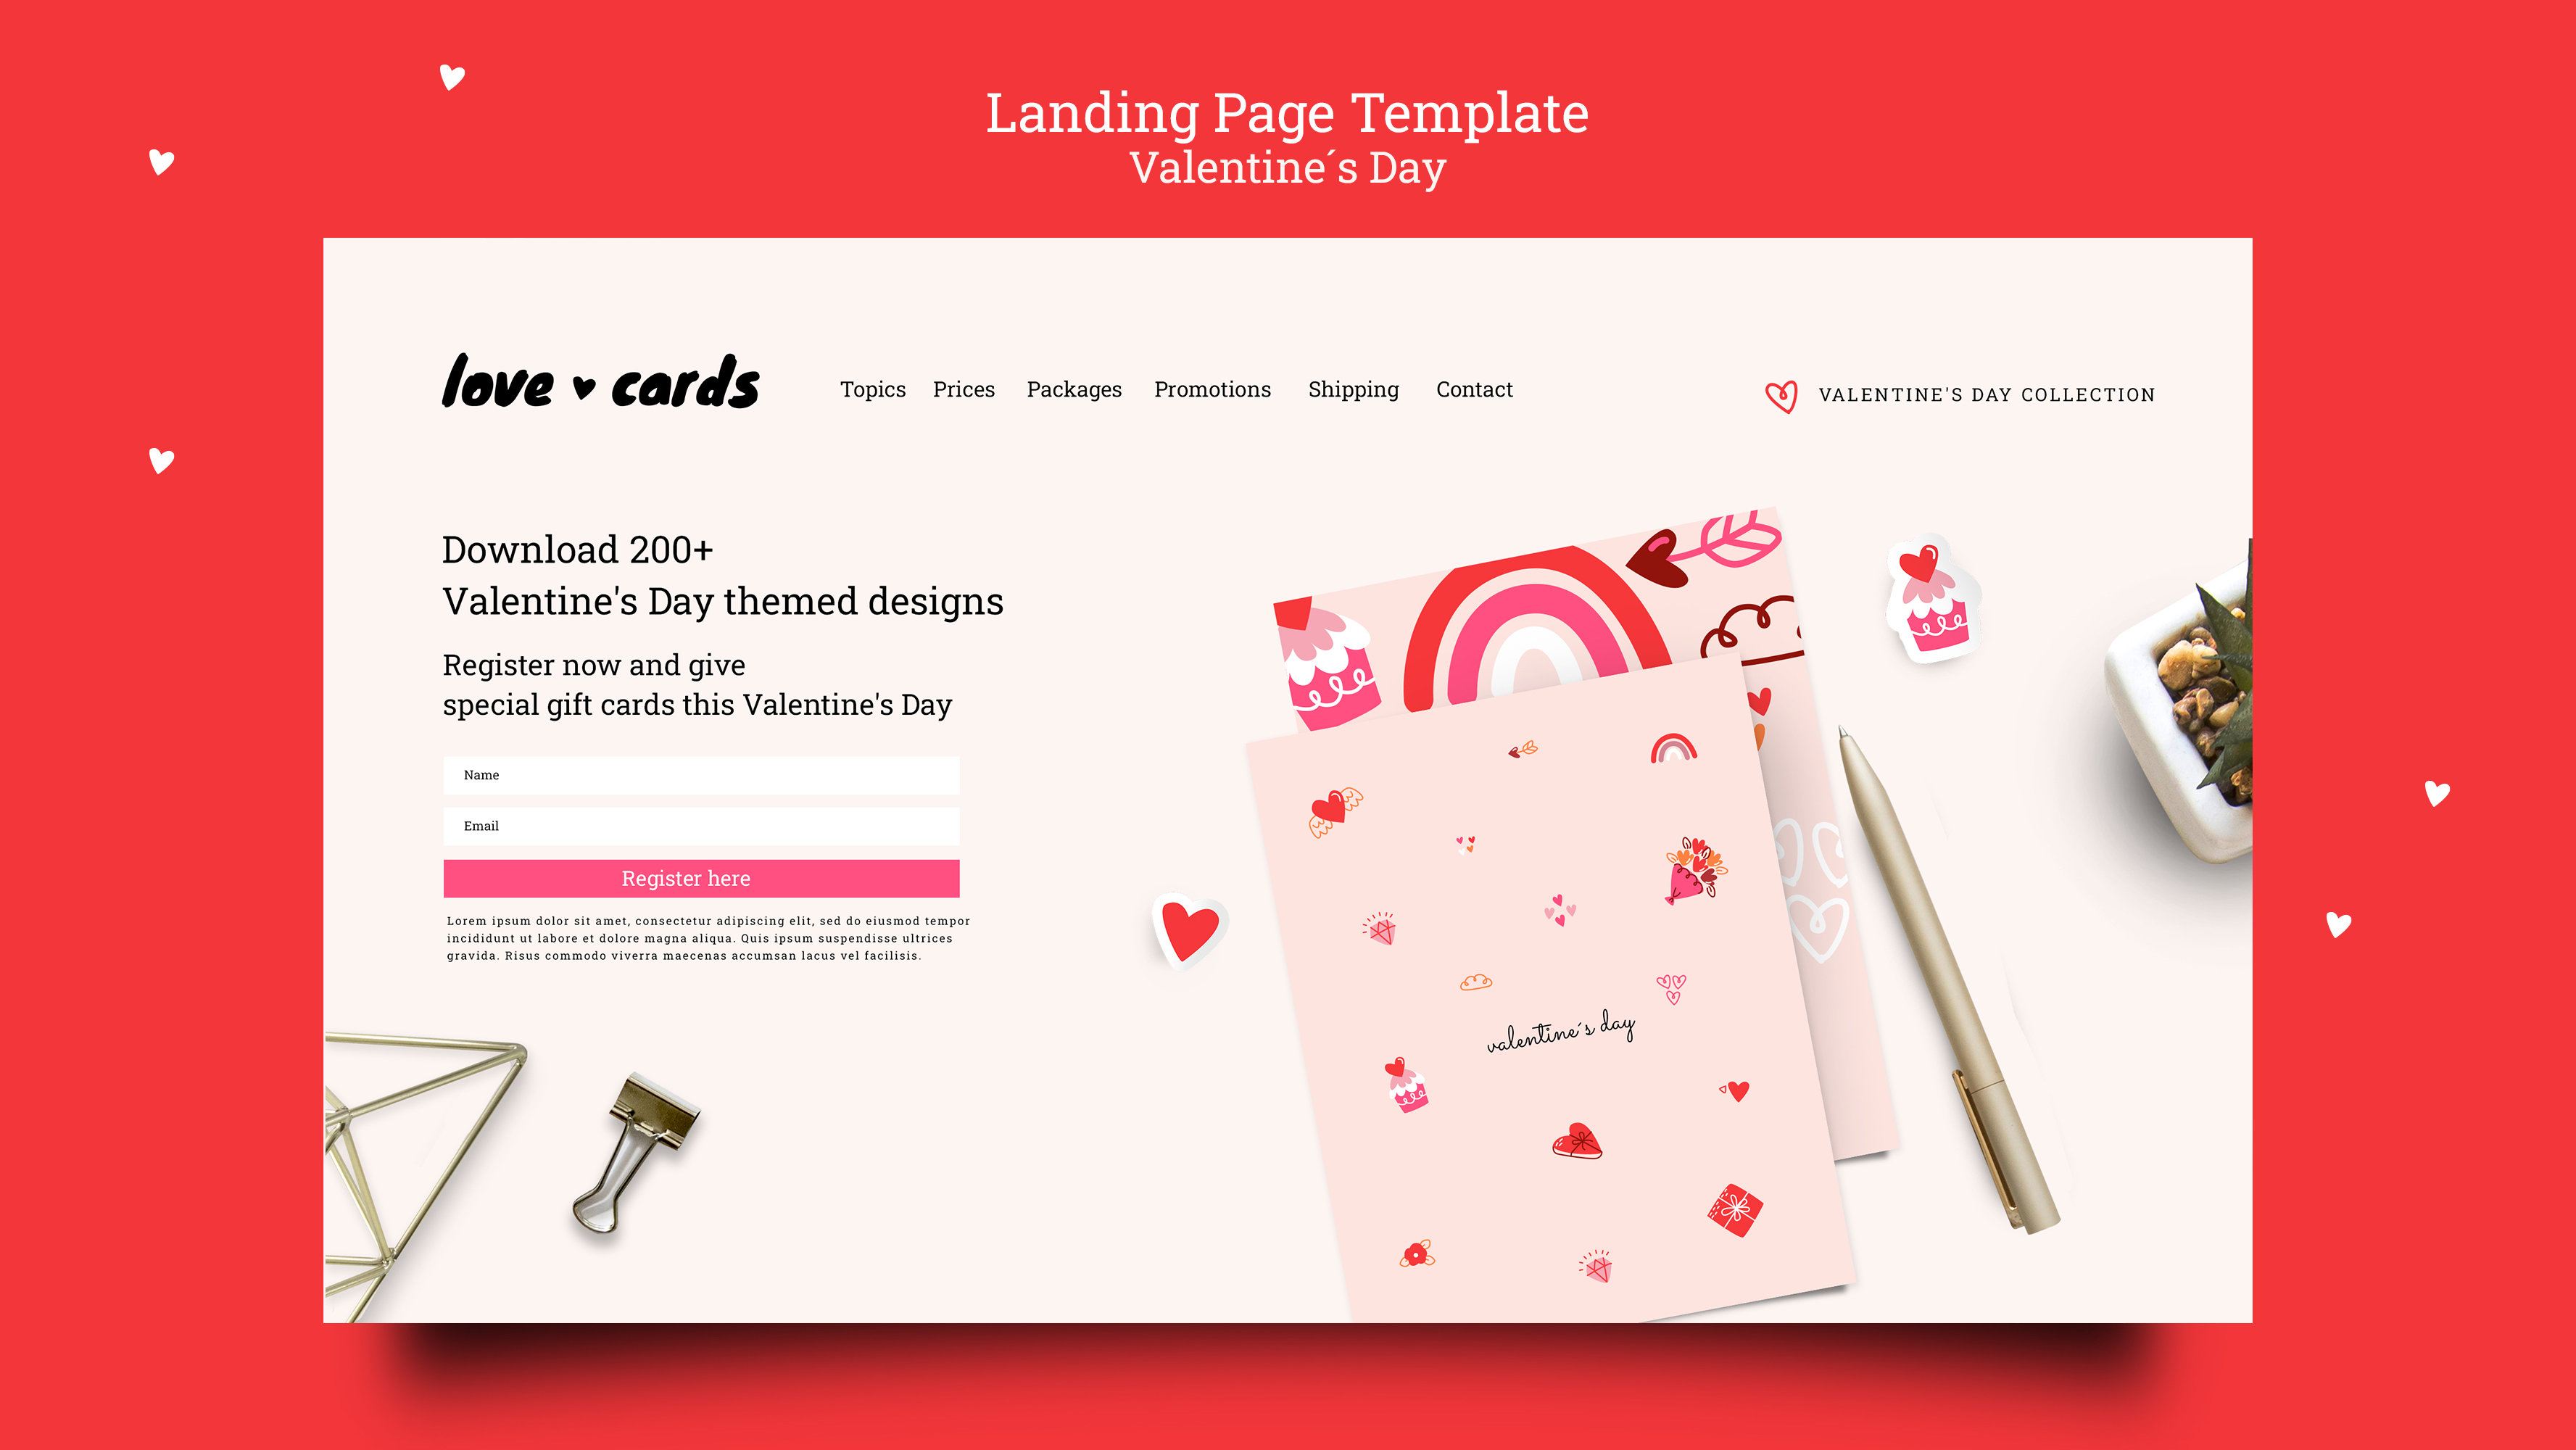 Landing Page Template
Valentine´s Day
love cards
Topics Prices Packages Promotions Shipping Contact
VALENTINE'S DAY COLLECTION
Download 200+
Valentine's Day themed designs
Register now and give
special gift cards this Valentine's Day
Name
Email
Register here
Lorem ipsum dolor sit amet, consectetur adipiscing elit, sed do eiusmod tempor
incididunt ut labore et dolore magna aliqua. Quis ipsum suspendisse ultrices
gravida. Risus commodo viverra maecenas accumsan lacus vel facilisis.
valentine´s day